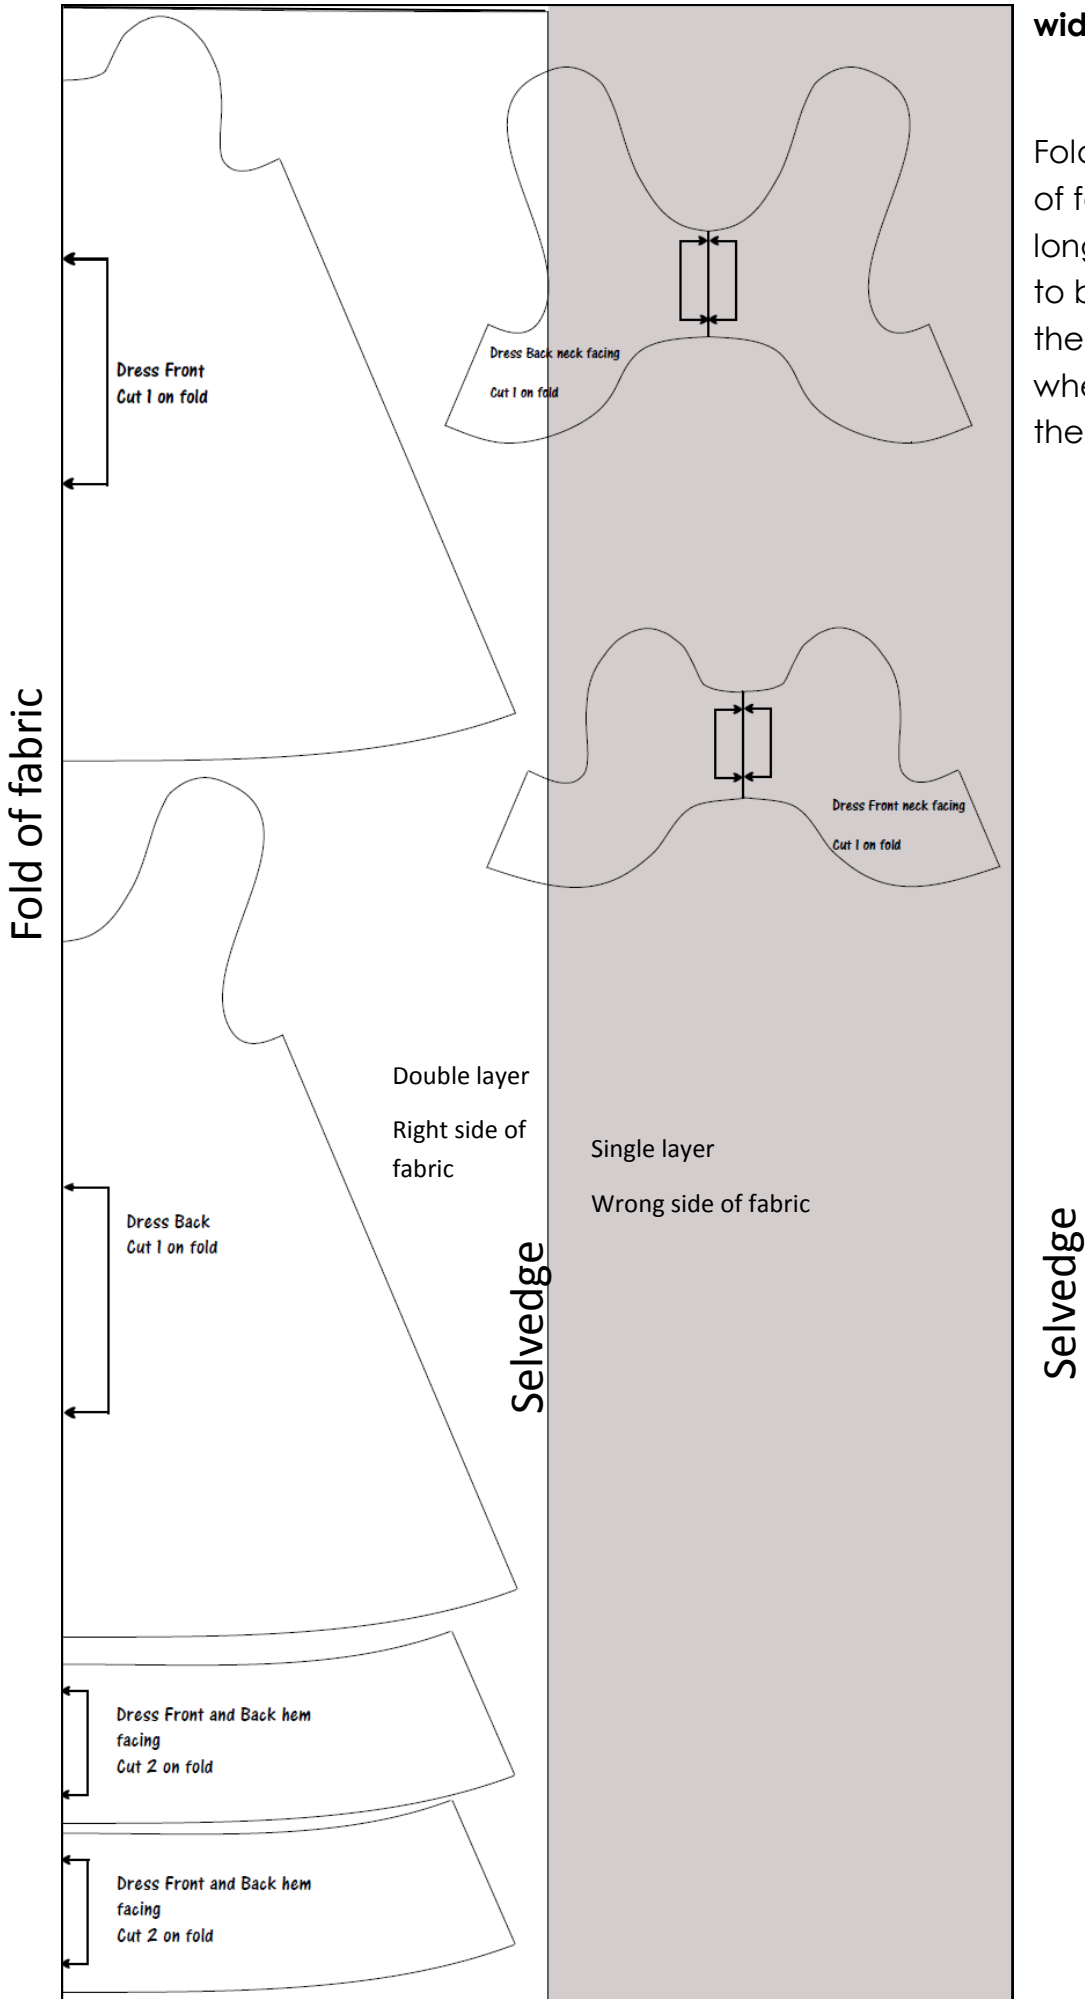 wid
Fold
of fa
long
to b
the
whe
the
Dress Front
Cut 1 on fold
Dress Back neck facing
Cut 1 on fold
Fold of fabric
Dress Front neck facing
Cut 1 on fold
Double layer
Right side of
fabric
Single layer
Wrong side of fabric
Dress Back
Cut 1 on fold
Selvedge
Selvedge
Dress Front and Back hem
facing
Cut 2 on fold
Dress Front and Back hem
facing
Cut 2 on fold